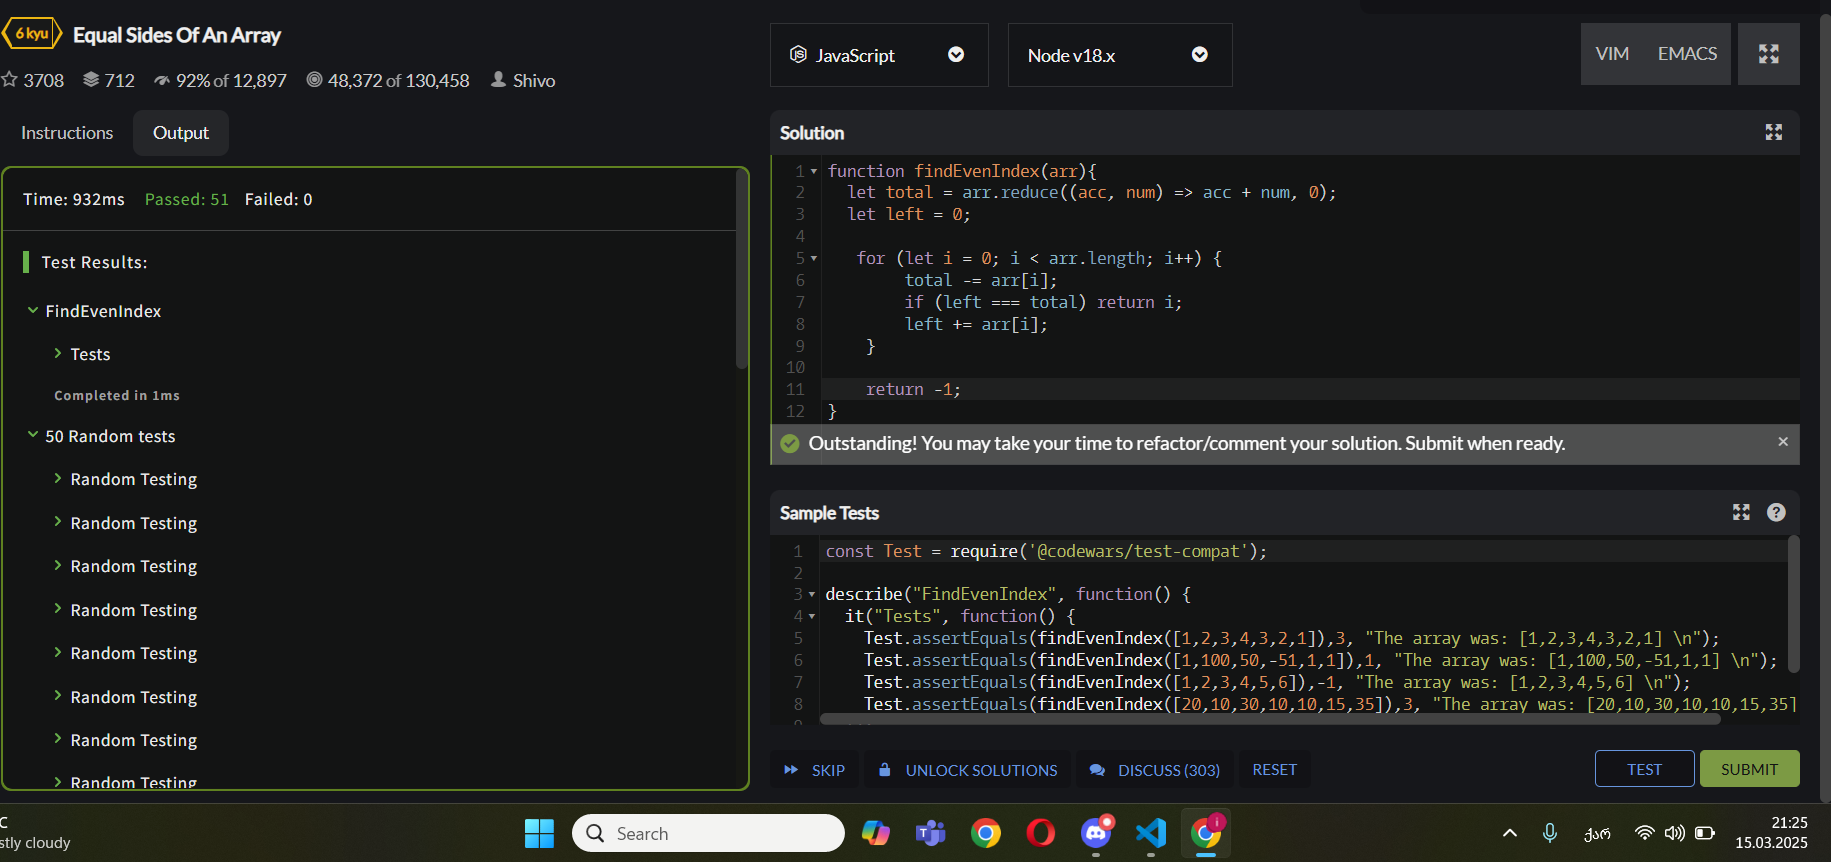 6 kyu Equal Sides Of An Array
3708 712 92% of 12,897 48,372 of 130,458 Shivo
Instructions Output
Time: 932ms Passed: 51 Failed: 0
Test Results:
FindEvenIndex
Tests
Completed in 1ms
50 Random tests
Random Testing
Random Testing
Random Testing
Random Testing
Random Testing
Random Testing
Random Testing
Random Testing
JavaScript Node v18.x VIM EMACS
Solution
1 function findEvenIndex(arr){
2 let total = arr.reduce((acc, num) => acc + num, 0);
3 let left = 0;
4
5 for (let i = 0; i < arr.length; i++) {
6 total -= arr[i];
7 if (left === total) return i;
8 left += arr[i];
9 }
10
11 return -1;
12 }
Outstanding! You may take your time to refactor/comment your solution. Submit when ready. ×
Sample Tests ?
1 const Test = require('@codewars/test-compat');
2
3 describe("FindEvenIndex", function() {
4 it("Tests", function() {
5 Test.assertEquals(findEvenIndex([1,2,3,4,3,2,1]),3, "The array was: [1,2,3,4,3,2,1] \n");
6 Test.assertEquals(findEvenIndex([1,100,50,-51,1,1]),1, "The array was: [1,100,50,-51,1,1] \n");
7 Test.assertEquals(findEvenIndex([1,2,3,4,5,6]),-1, "The array was: [1,2,3,4,5,6] \n");
8 Test.assertEquals(findEvenIndex([20,10,30,10,10,15,35]),3, "The array was: [20,10,30,10,10,15,35]
SKIP UNLOCK SOLUTIONS DISCUSS (303) RESET TEST SUBMIT
C
stly cloudy
Search
ქარ
21:25
15.03.2025